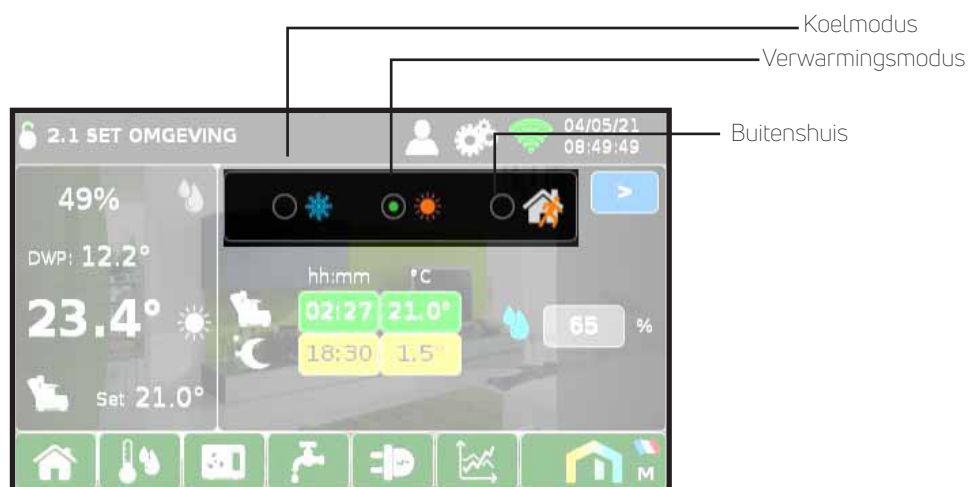 Koelmodus
Verwarmingsmodus
Buitenshuis
2.1 SET OMGEVING
04/05/21
08:49:49
49%
>
DWP: 12.2°
hh:mm °C
23.4°
02:27 21.0°
65 %
18:30 1.5°
Set 21.0°
M